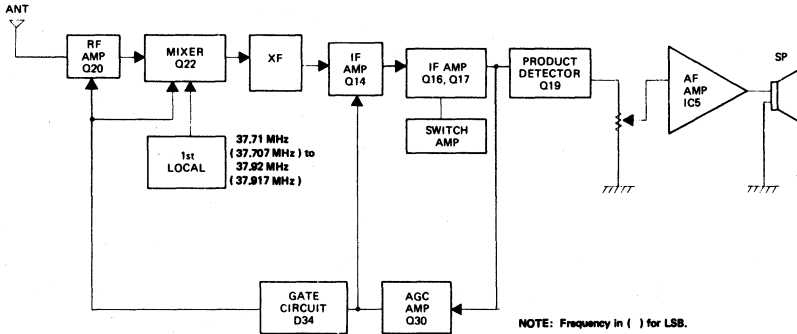 ANT
RF
AMP
Q20
MIXER
Q22
XF
IF
AMP
Q14
IF AMP
Q16, Q17
PRODUCT
DETECTOR
Q19
AF
AMP
IC5
SP
SWITCH
AMP
1st
LOCAL
37.71 MHz
( 37.707 MHz ) to
37.92 MHz
( 37.917 MHz )
GATE
CIRCUIT
D34
AGC
AMP
Q30
NOTE: Frequency in ( ) for LSB.